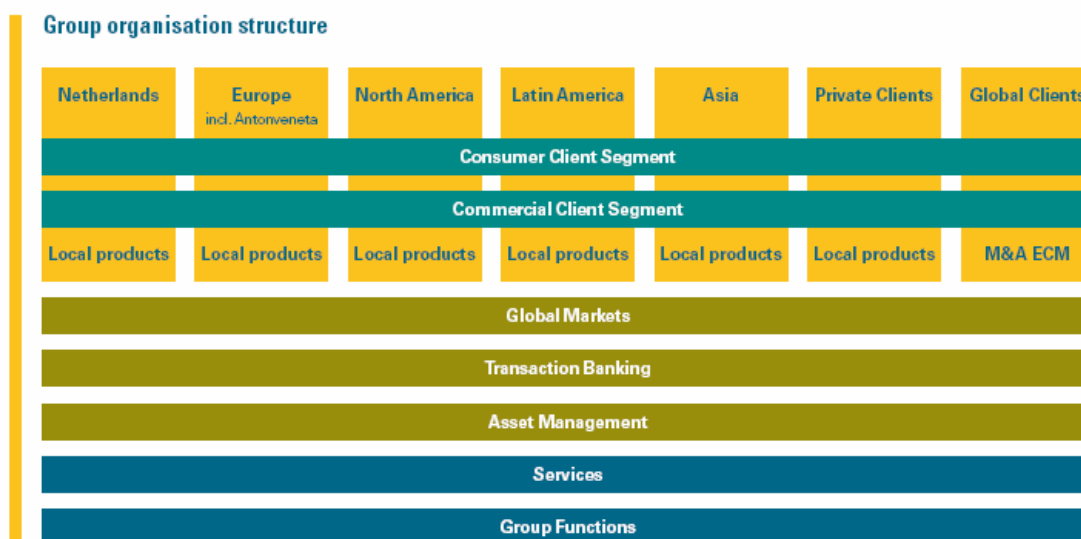 Group organisation structure
Netherlands
Europe
incl. Antonveneta
North America
Latin America
Asia
Private Clients
Global Clients
Consumer Client Segment
Commercial Client Segment
Local products
Local products
Local products
Local products
Local products
Local products
M&A ECM
Global Markets
Transaction Banking
Asset Management
Services
Group Functions